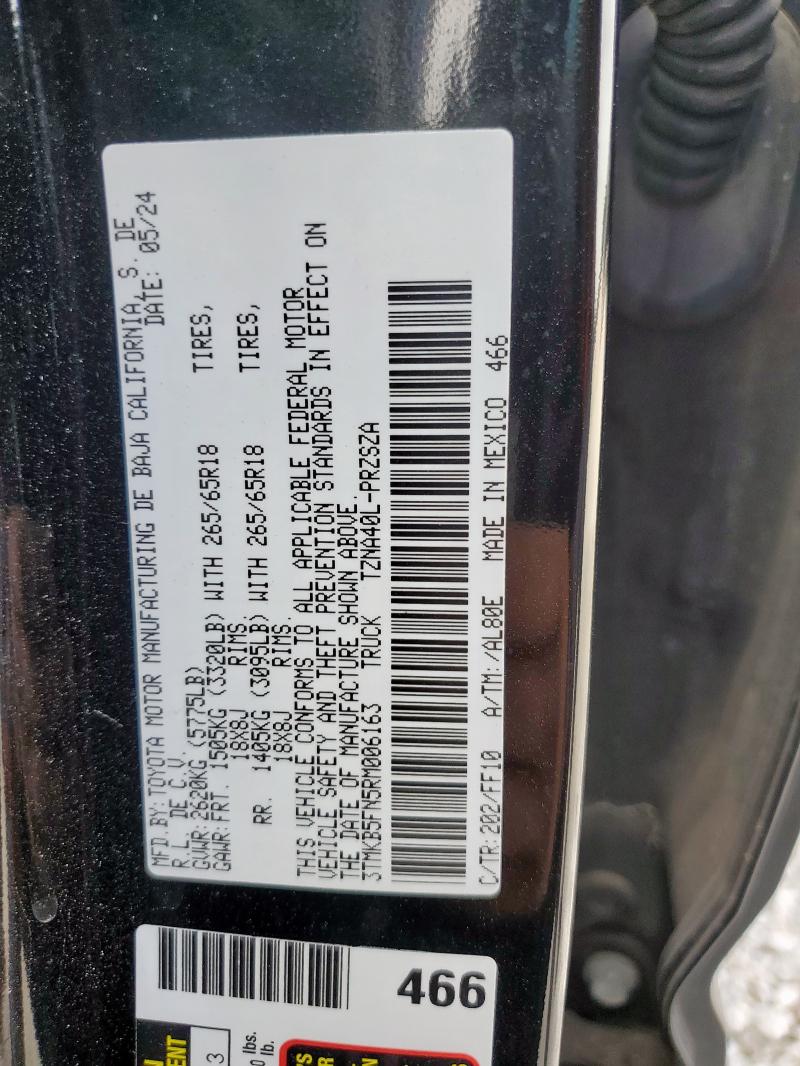 MFD.BY:TOYOTA MOTOR MANUFACTURING DE BAJA CALIFORNIA, S. DE
R.L. DE C.V. DATE: 05/24
GVWR:2620KG (5775LB)
GAWR:FRT. 1505KG (3320LB) WITH 265/65R18 TIRES,
18X8J RIMS.
RR. 1405KG (3095LB) WITH 265/65R18 TIRES,
18X8J RIMS.
THIS VEHICLE CONFORMS TO ALL APPLICABLE FEDERAL MOTOR
VEHICLE SAFETY AND THEFT PREVENTION STANDARDS IN EFFECT ON
THE DATE OF MANUFACTURE SHOWN ABOVE.
3TMKB5FN5RM006163 TRUCK TZNA40L-PRZSZA
C/TR:202/FF10 A/TM:/AL80E MADE IN MEXICO 466
466
3
lbs.
lb.